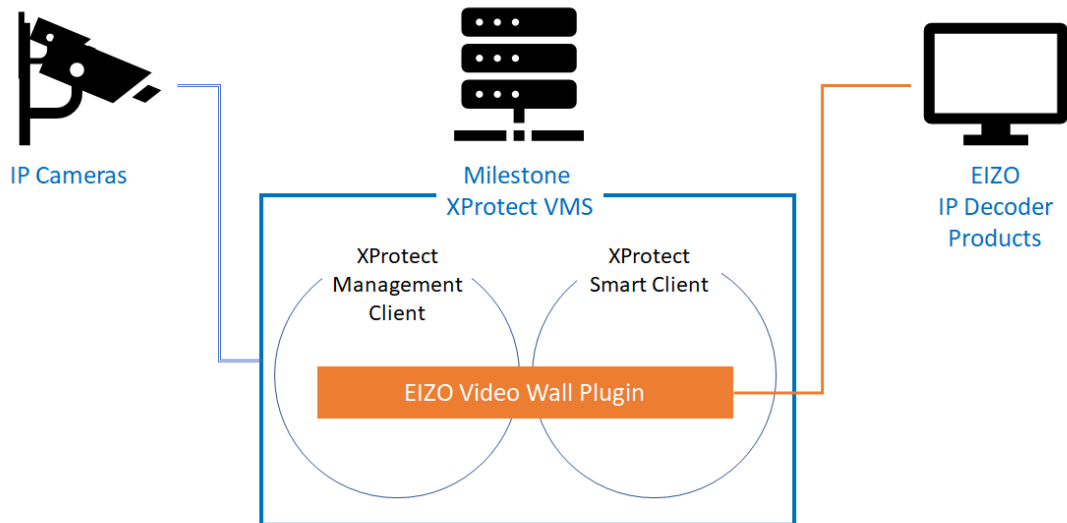 IP Cameras
Milestone
XProtect VMS
EIZO
IP Decoder
Products
XProtect
Management
Client
XProtect
Smart Client
EIZO Video Wall Plugin